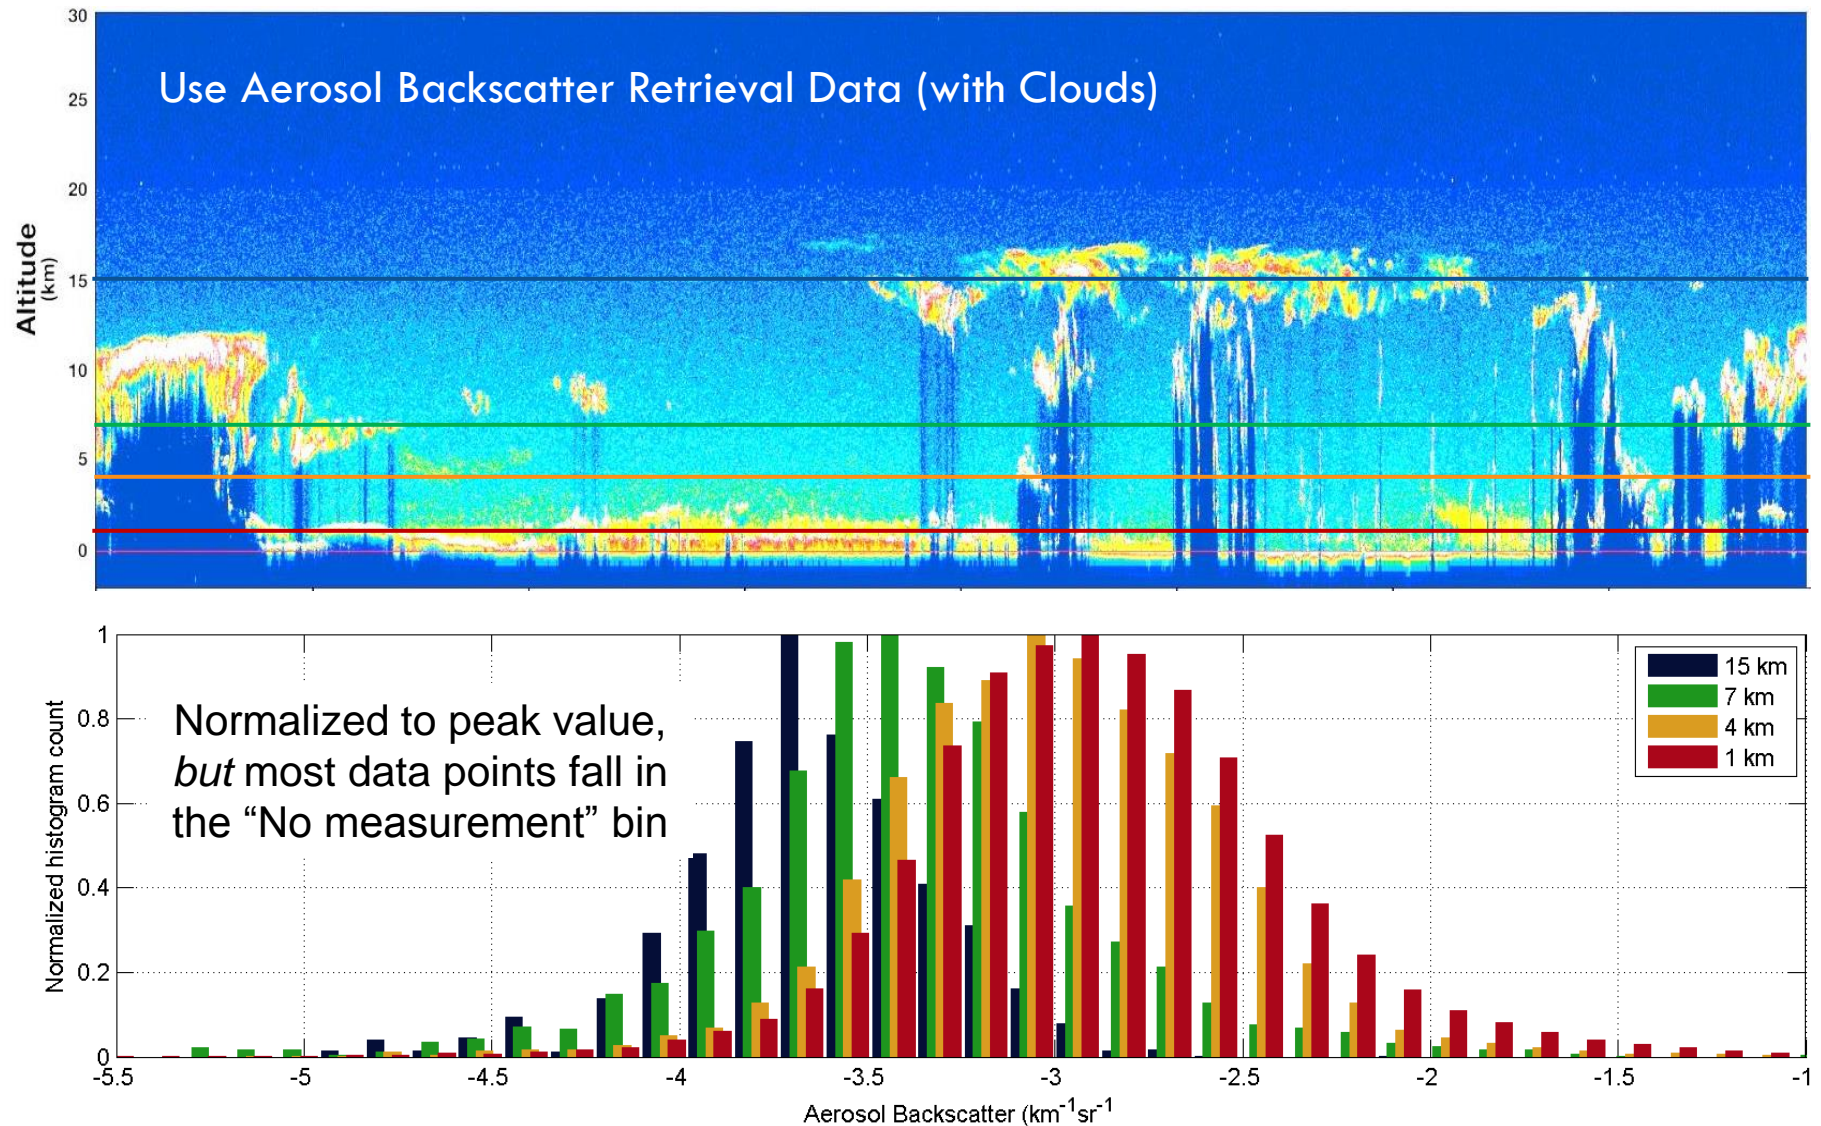 30
Use Aerosol Backscatter Retrieval Data (with Clouds)
25
20
Altitude
(km)
15
10
5
0
1
15 km
7 km
4 km
1 km
Normalized to peak value,
but most data points fall in
the “No measurement” bin
Normalized histogram count
0.8
0.6
0.4
0.2
0
-5.5 -5 -4.5 -4 -3.5 -3 -2.5 -2 -1.5 -1
Aerosol Backscatter (km⁻¹sr⁻¹